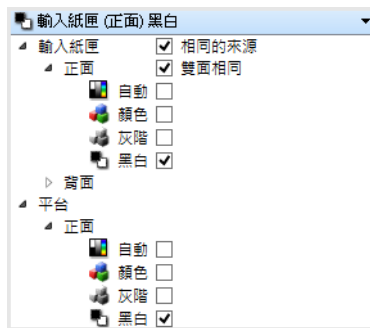 輸入紙匣 (正面) 黑白
輸入紙匣 相同的來源
正面 雙面相同
自動
顏色
灰階
黑白
背面
平台
正面
自動
顏色
灰階
黑白